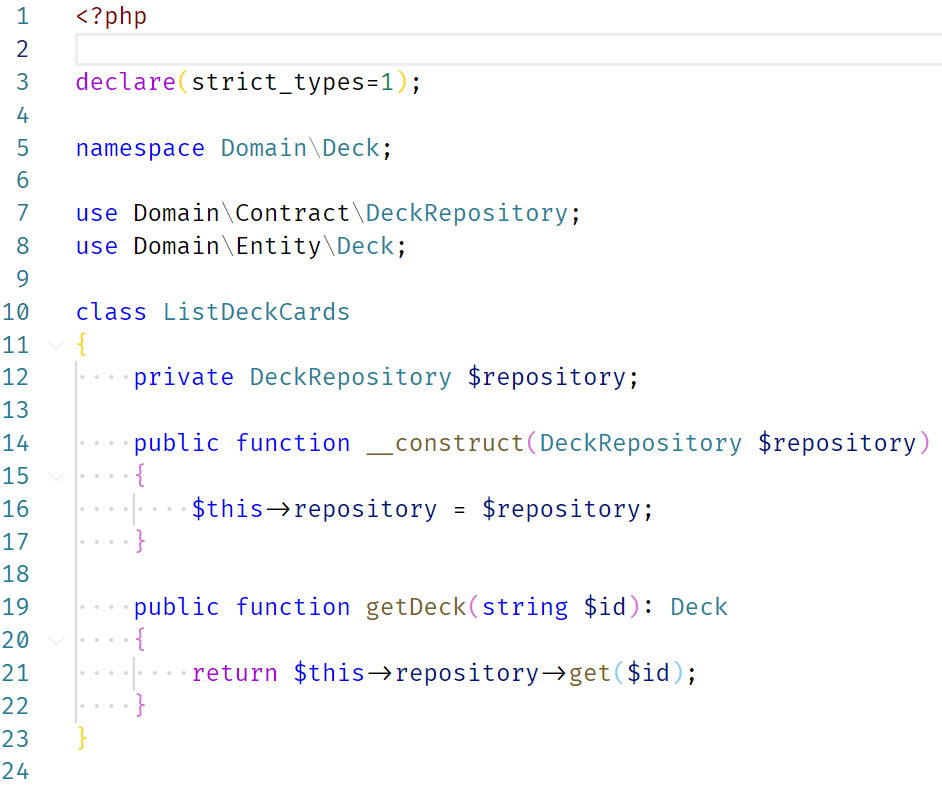 1 <?php
2
3 declare(strict_types=1);
4
5 namespace Domain\Deck;
6
7 use Domain\Contract\DeckRepository;
8 use Domain\Entity\Deck;
9
10 class ListDeckCards
11 {
12     private DeckRepository $repository;
13
14     public function __construct(DeckRepository $repository)
15     {
16         $this->repository = $repository;
17     }
18
19     public function getDeck(string $id): Deck
20     {
21         return $this->repository->get($id);
22     }
23 }
24